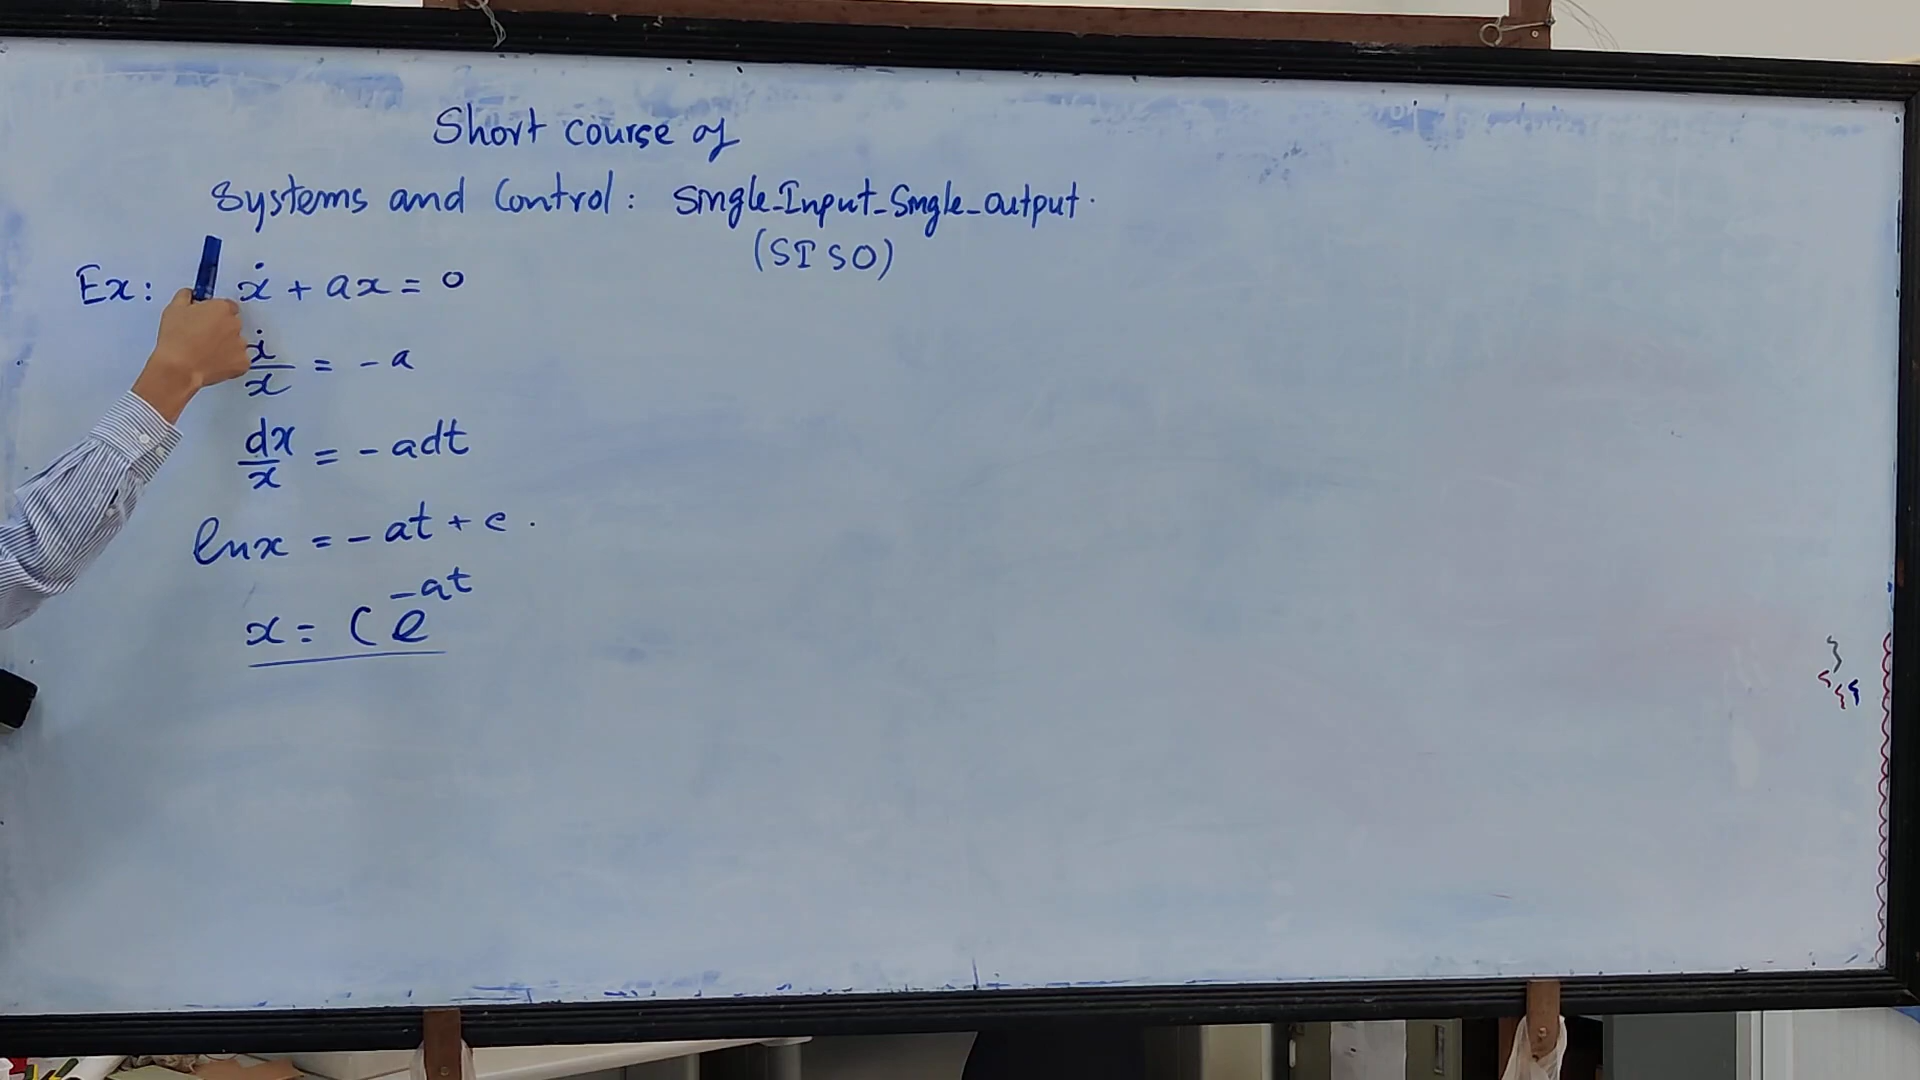 Short course of
Systems and Control: Single-Input-Single-output.
(SISO)
Ex: ẋ + ax = 0
ẋ/x = -a
dx/x = -adt
lnx = -at + c.
x = C e^-at